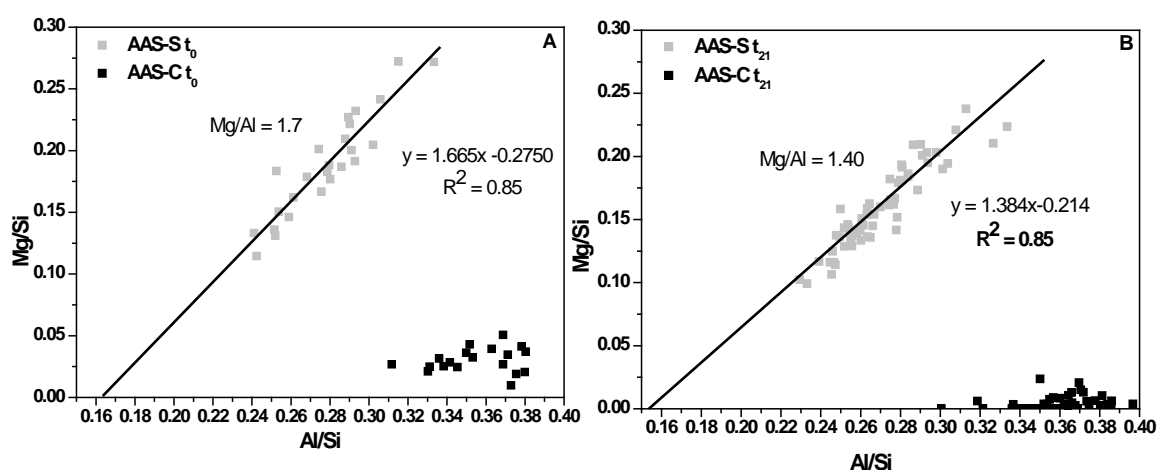 A
AAS-S t0
AAS-C t0
Mg/Al = 1.7
y = 1.665x -0.2750
R2 = 0.85
0.30
0.25
0.20
0.15
0.10
0.05
0.00
Mg/Si
0.16 0.18 0.20 0.22 0.24 0.26 0.28 0.30 0.32 0.34 0.36 0.38 0.40
Al/Si
B
AAS-S t21
AAS-C t21
Mg/Al = 1.40
y = 1.384x-0.214
R2 = 0.85
0.30
0.25
0.20
0.15
0.10
0.05
0.00
Mg/Si
0.16 0.18 0.20 0.22 0.24 0.26 0.28 0.30 0.32 0.34 0.36 0.38 0.40
Al/Si